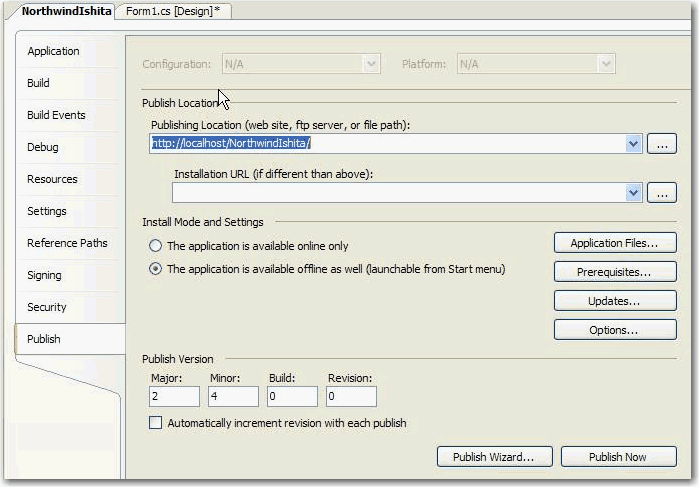 NorthwindIshita Form1.cs [Design]*
Application
Build
Build Events
Debug
Resources
Settings
Reference Paths
Signing
Security
Publish
Configuration: N/A Platform: N/A
Publish Location
Publishing Location (web site, ftp server, or file path):
http://localhost/NorthwindIshita/
...
Installation URL (if different than above):
...
Install Mode and Settings
The application is available online only
The application is available offline as well (launchable from Start menu)
Application Files...
Prerequisites...
Updates...
Options...
Publish Version
Major: Minor: Build: Revision:
2 4 0 0
Automatically increment revision with each publish
Publish Wizard... Publish Now